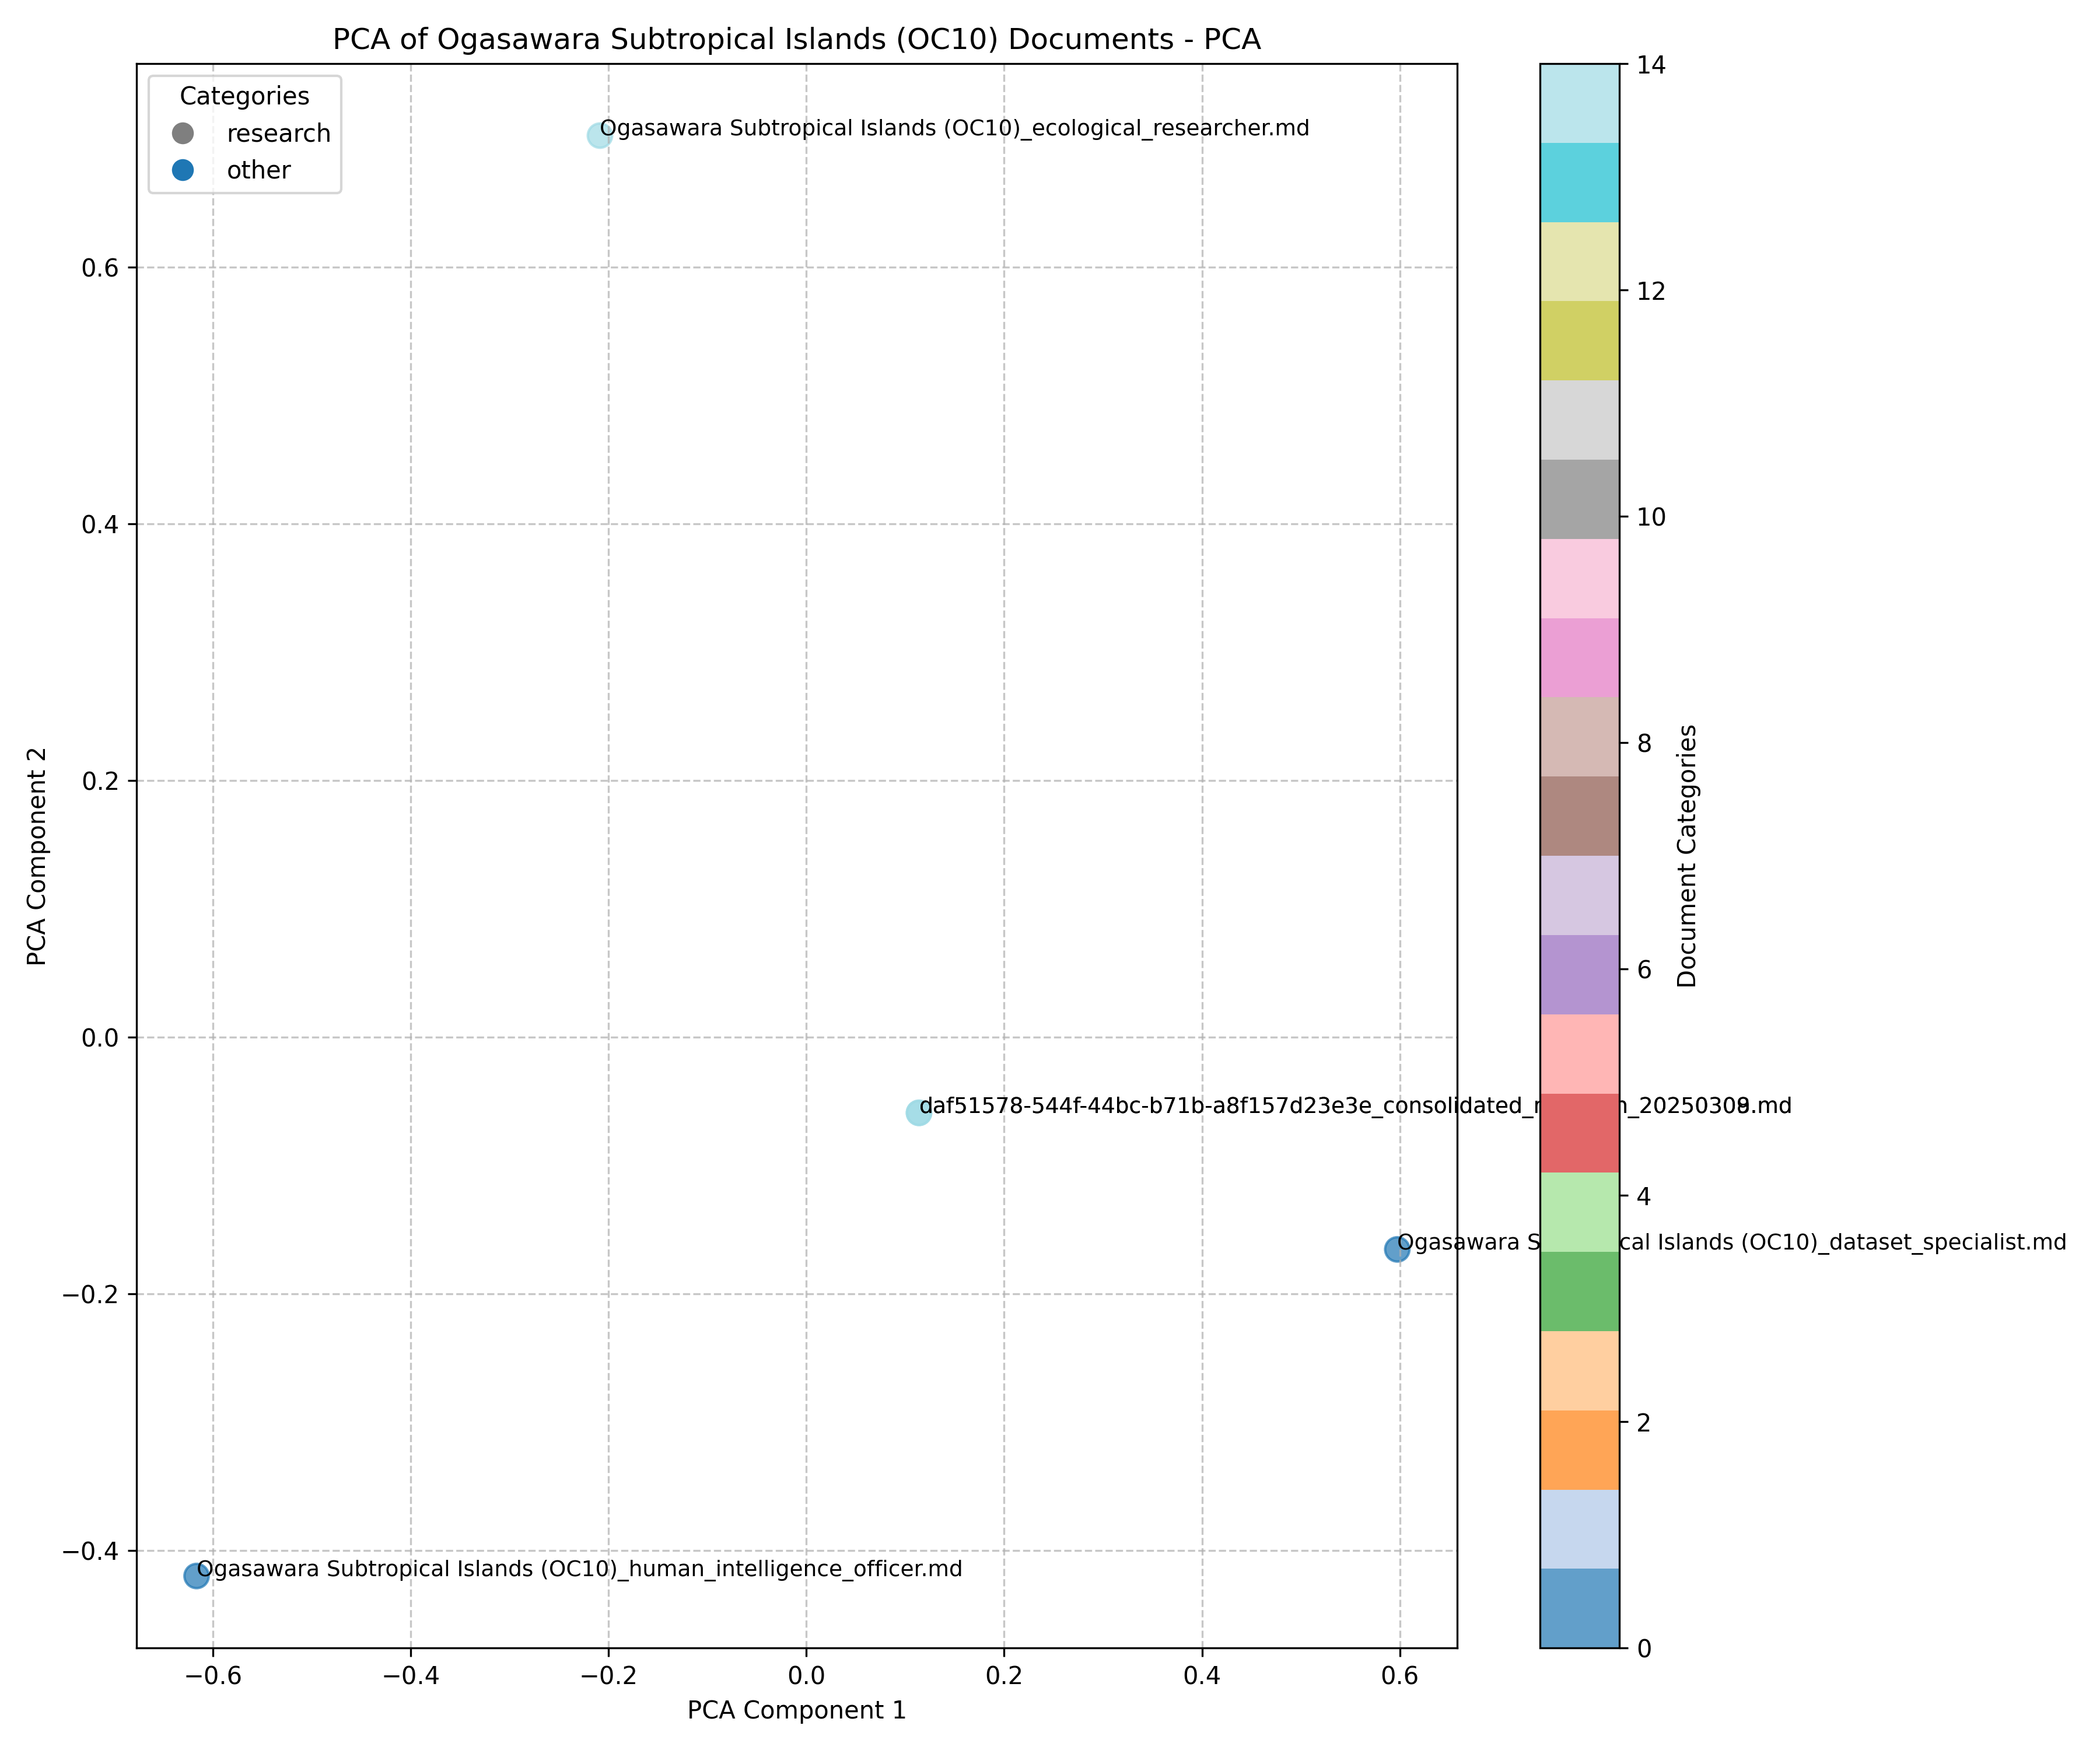 PCA of Ogasawara Subtropical Islands (OC10) Documents - PCA
Categories
research
other
Ogasawara Subtropical Islands (OC10)_ecological_researcher.md
daf51578-544f-44bc-b71b-a8f157d23e3e_consolidated_
Ogasawara S cal Islands (OC10)_dataset_specialist.md
Ogasawara Subtropical Islands (OC10)_human_intelligence_officer.md
PCA Component 2
0.6
0.4
0.2
0.0
−0.2
−0.4
−0.6
−0.4
−0.2
0.0
0.2
0.4
0.6
PCA Component 1
14
12
10
8
6
4
2
0
Document Categories